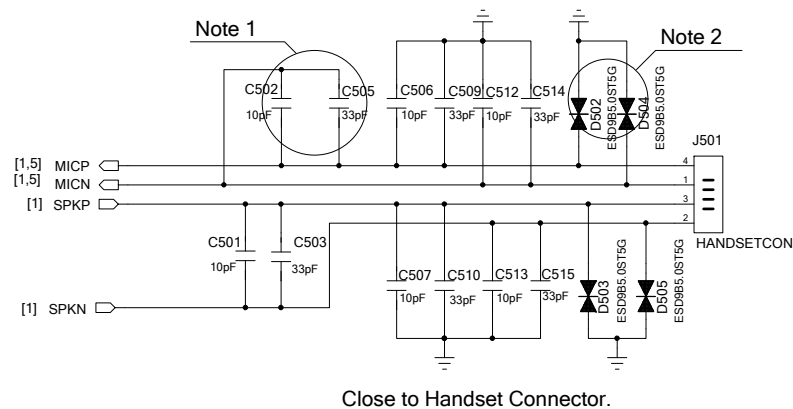 Note 1
Note 2
C502
10pF
C505
33pF
C506
10pF
C509
33pF
C512
10pF
C514
33pF
D502
ESD9B5.0ST5G
D504
ESD9B5.0ST5G
J501
[1,5] MICP
4
[1,5] MICN
1
[1] SPKP
3
2
HANDSETCON
C501
10pF
C503
33pF
C507
10pF
C510
33pF
C513
10pF
C515
33pF
D503
ESD9B5.0ST5G
D505
ESD9B5.0ST5G
[1] SPKN
Close to Handset Connector.